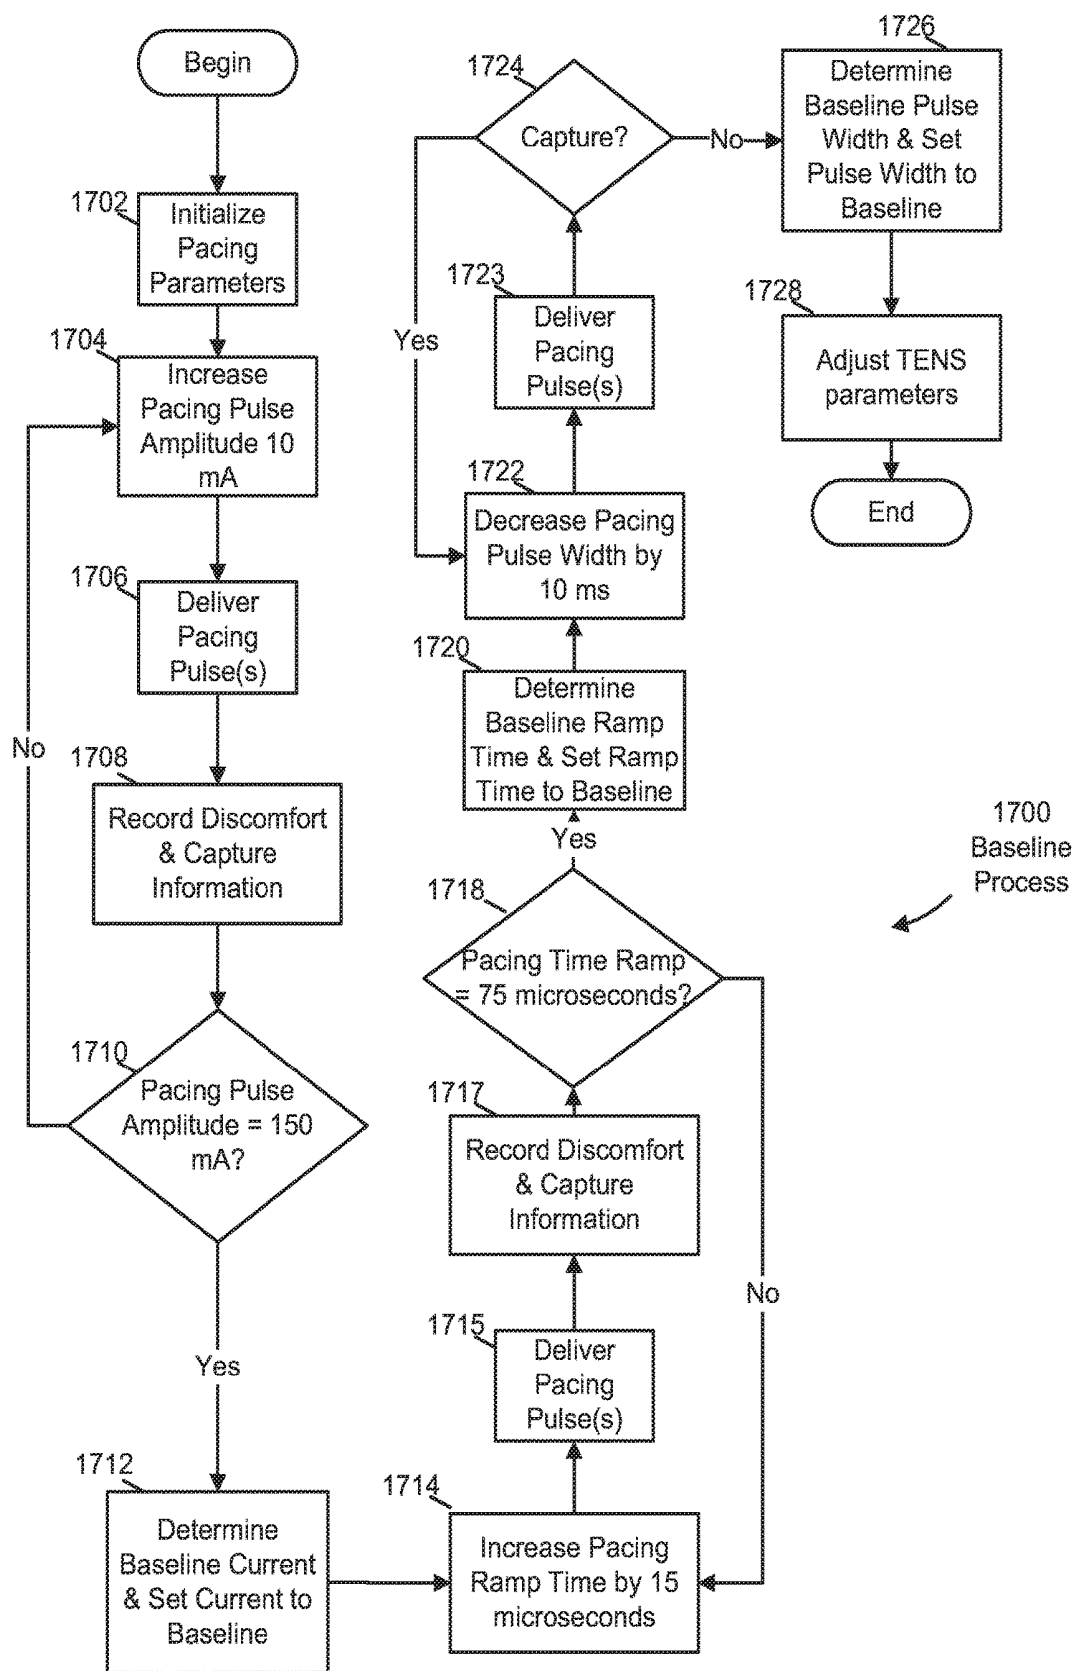 Begin
1702
Initialize
Pacing
Parameters
1704
Increase
Pacing Pulse
Amplitude 10
mA
1706
Deliver
Pacing
Pulse(s)
No
1708
Record Discomfort
& Capture
Information
1710
Pacing Pulse
Amplitude = 150
mA?
Yes
1712
Determine
Baseline Current
& Set Current to
Baseline
1714
Increase Pacing
Ramp Time by 15
microseconds
1715
Deliver
Pacing
Pulse(s)
1717
Record Discomfort
& Capture
Information
No
1718
Pacing Time Ramp
= 75 microseconds?
Yes
1720
Determine
Baseline Ramp
Time & Set Ramp
Time to Baseline
1722
Decrease Pacing
Pulse Width by
10 ms
1723
Deliver
Pacing
Pulse(s)
Yes
1724
Capture?
No
1726
Determine
Baseline Pulse
Width & Set
Pulse Width to
Baseline
1728
Adjust TENS
parameters
End
1700
Baseline
Process